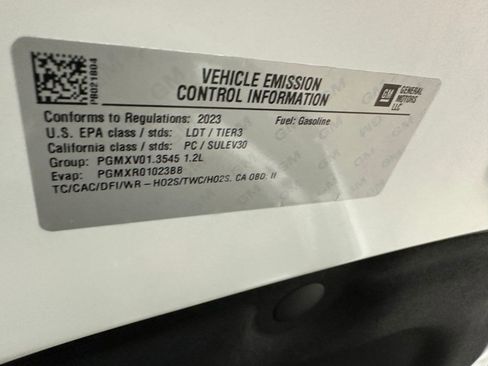 VEHICLE EMISSION
CONTROL INFORMATION
GM GENERAL
MOTORS
LLC
Conforms to Regulations: 2023 Fuel: Gasoline
U.S. EPA class / stds: LDT / TIER3
California class / stds: PC / SULEV30
Group: PGMXV01.3545 1.2L
Evap: PGMXR0102388
TC/CAC/DFI/WR-HO2S/TWC/HO2S, CA OBD: II